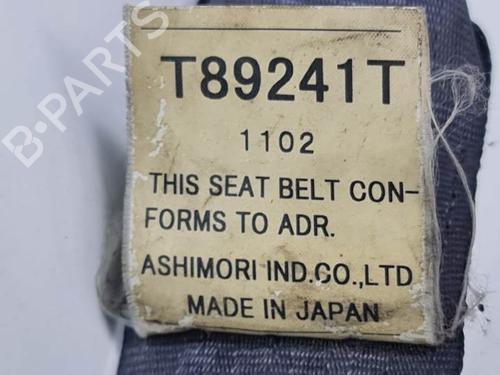 T89241T
1102
THIS SEAT BELT CON-
FORMS TO ADR.
ASHIMORI IND.CO.,LTD
MADE IN JAPAN
B-PARTS